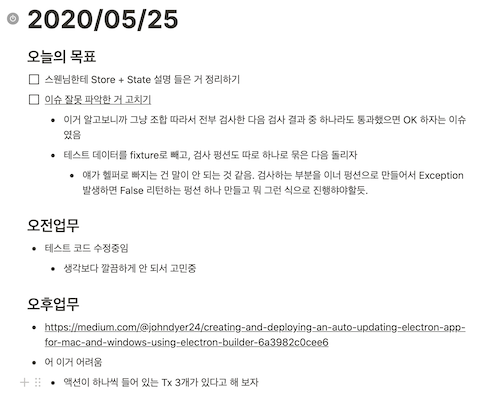 2020/05/25
오늘의 목표
스웬님한테 Store + State 설명 들은 거 정리하기
이슈 잘못 파악한 거 고치기
이거 알고보니까 그냥 조합 따라서 전부 검사한 다음 검사 결과 중 하나라도 통과했으면 OK 하자는 이슈
였음
테스트 데이터를 fixture로 빼고, 검사 펑션도 따로 하나로 묶은 다음 돌리자
얘가 헬퍼로 빠지는 건 말이 안 되는 것 같음. 검사하는 부분을 이너 펑션으로 만들어서 Exception
발생하면 False 리턴하는 펑션 하나 만들고 뭐 그런 식으로 진행햐야할듯.
오전업무
테스트 코드 수정중임
생각보다 깔끔하게 안 되서 고민중
오후업무
https://medium.com/@johndyer24/creating-and-deploying-an-auto-updating-electron-app-
for-mac-and-windows-using-electron-builder-6a3982c0cee6
어 이거 어려움
액션이 하나씩 들어 있는 Tx 3개가 있다고 해 보자